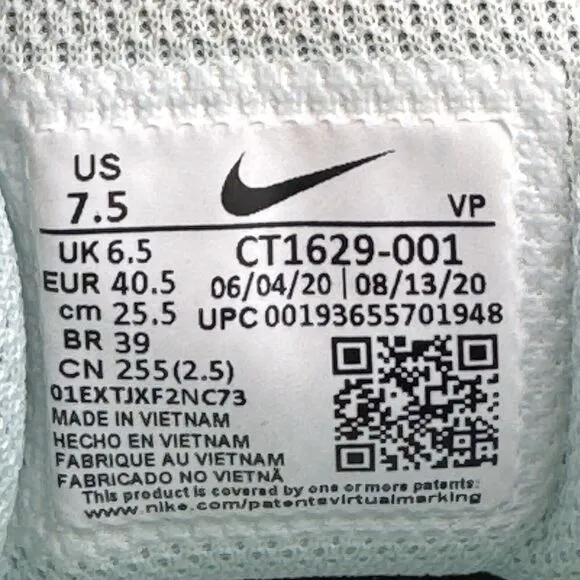 US
7.5
VP
UK 6.5
CT1629-001
EUR 40.5
06/04/20 | 08/13/20
cm 25.5
UPC 00193655701948
BR 39
CN 255(2.5)
01EXTJXF2NC73
MADE IN VIETNAM
HECHO EN VIETNAM
FABRIQUE AU VIETNAM
FABRICADO NO VIETNÃ
This product is covered by one or more patents:
www.nike.com/patentsvirtualmarking